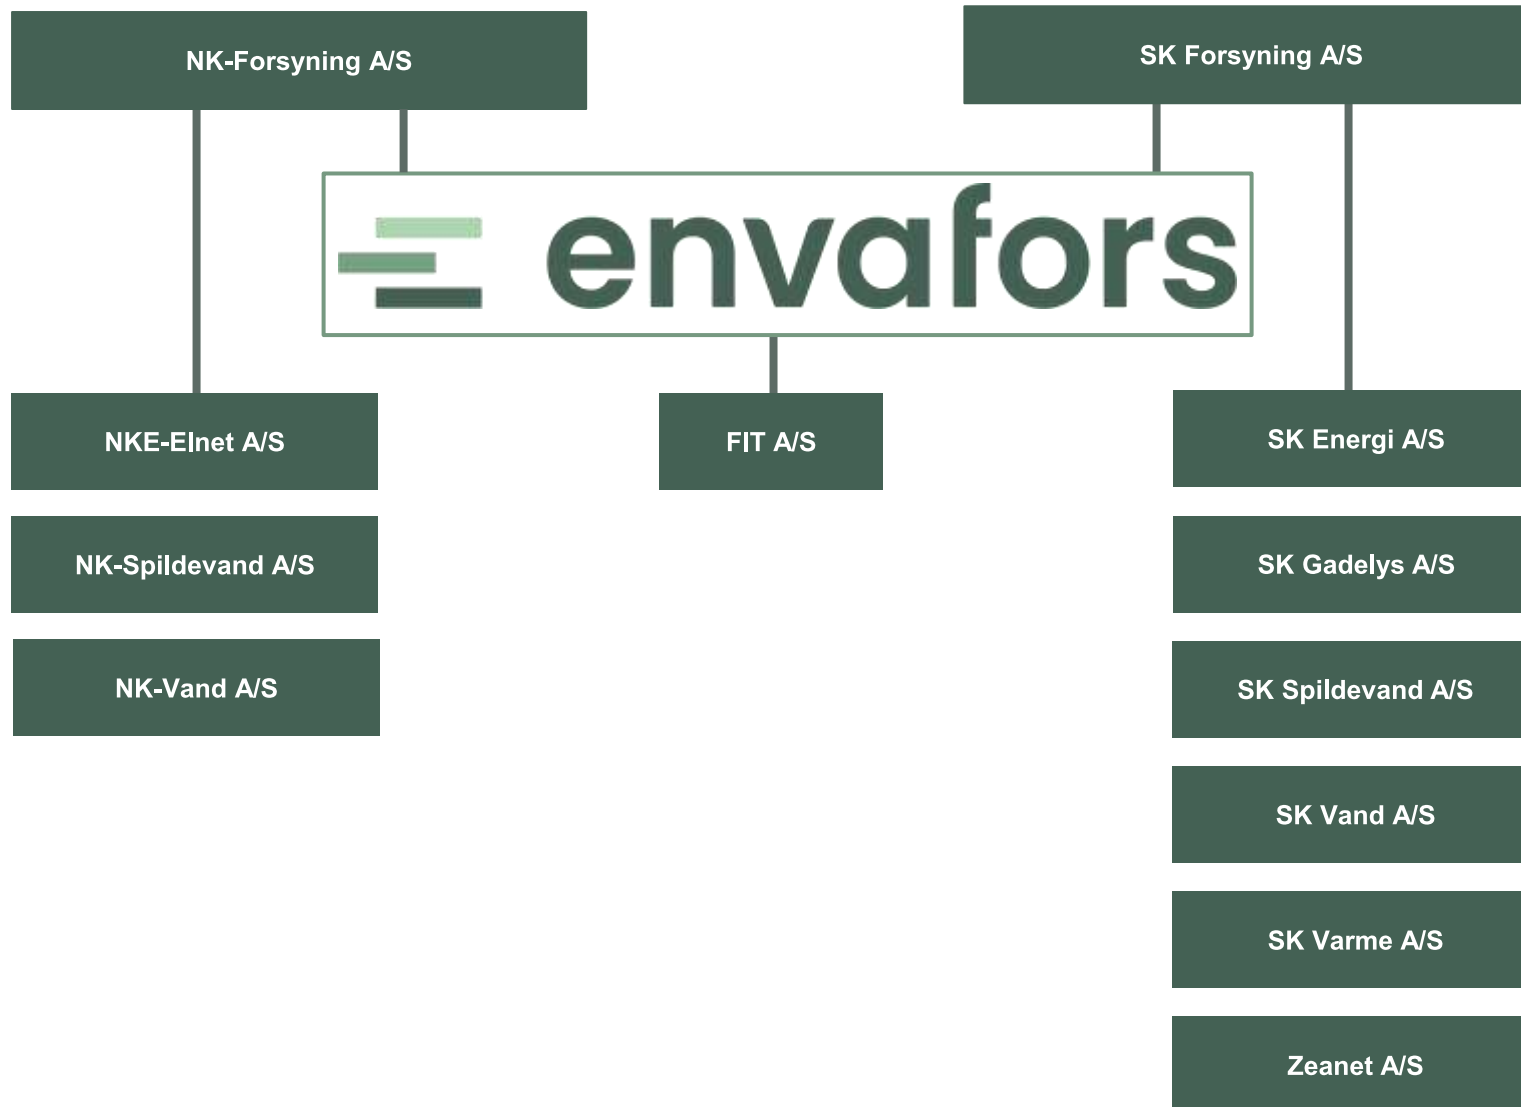 NK-Forsyning A/S
SK Forsyning A/S
envafors
NKE-Elnet A/S
FIT A/S
SK Energi A/S
NK-Spildevand A/S
SK Gadelys A/S
NK-Vand A/S
SK Spildevand A/S
SK Vand A/S
SK Varme A/S
Zeanet A/S